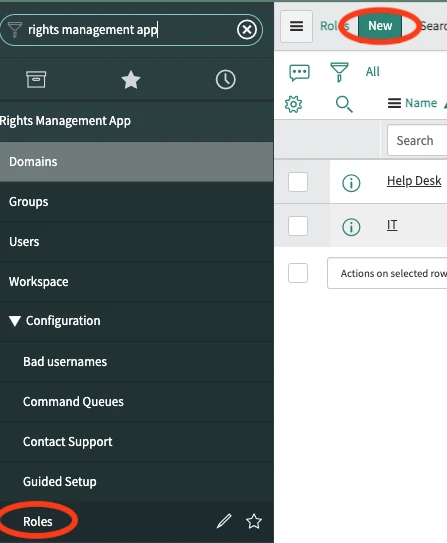 rights management app
Rights Management App
Domains
Groups
Users
Workspace
Configuration
Bad usernames
Command Queues
Contact Support
Guided Setup
Roles
Roles New Searc
All
Name
Search
Help Desk
IT
Actions on selected row